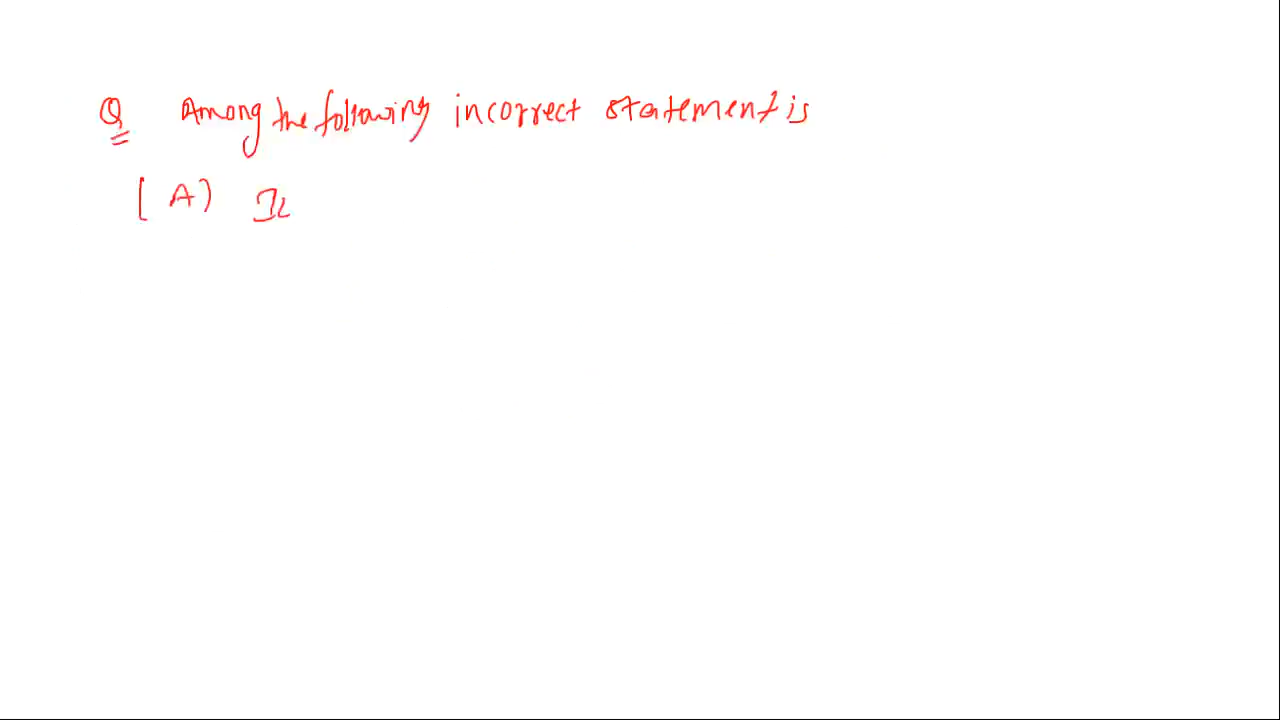 Q Among the following incorrect statement is
(A)